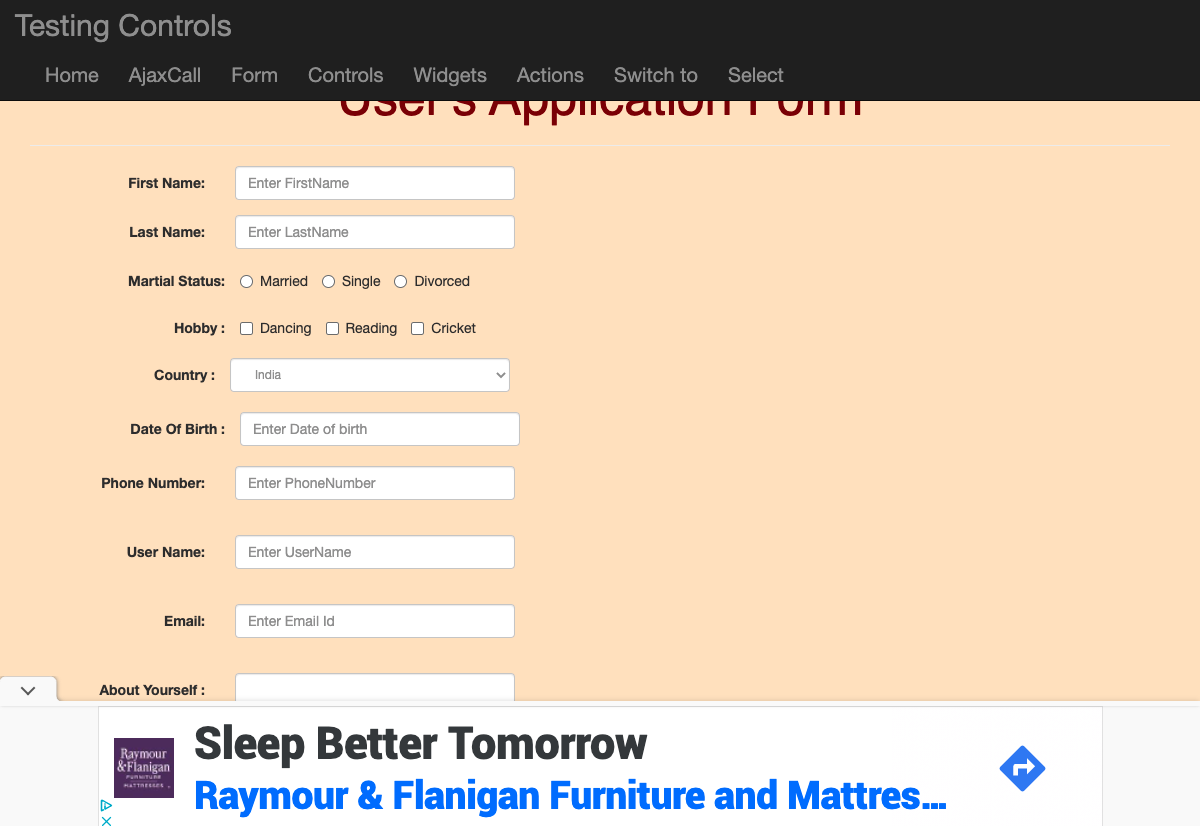 Testing Controls
Home AjaxCall Form Controls Widgets Actions Switch to Select
User's Application Form
First Name: Enter FirstName
Last Name: Enter LastName
Martial Status: Married Single Divorced
Hobby : Dancing Reading Cricket
Country : India
Date Of Birth : Enter Date of birth
Phone Number: Enter PhoneNumber
User Name: Enter UserName
Email: Enter Email Id
About Yourself :
Raymour
&Flanigan
FURNITURE
MATTRESSES
Sleep Better Tomorrow
Raymour & Flanigan Furniture and Mattres...